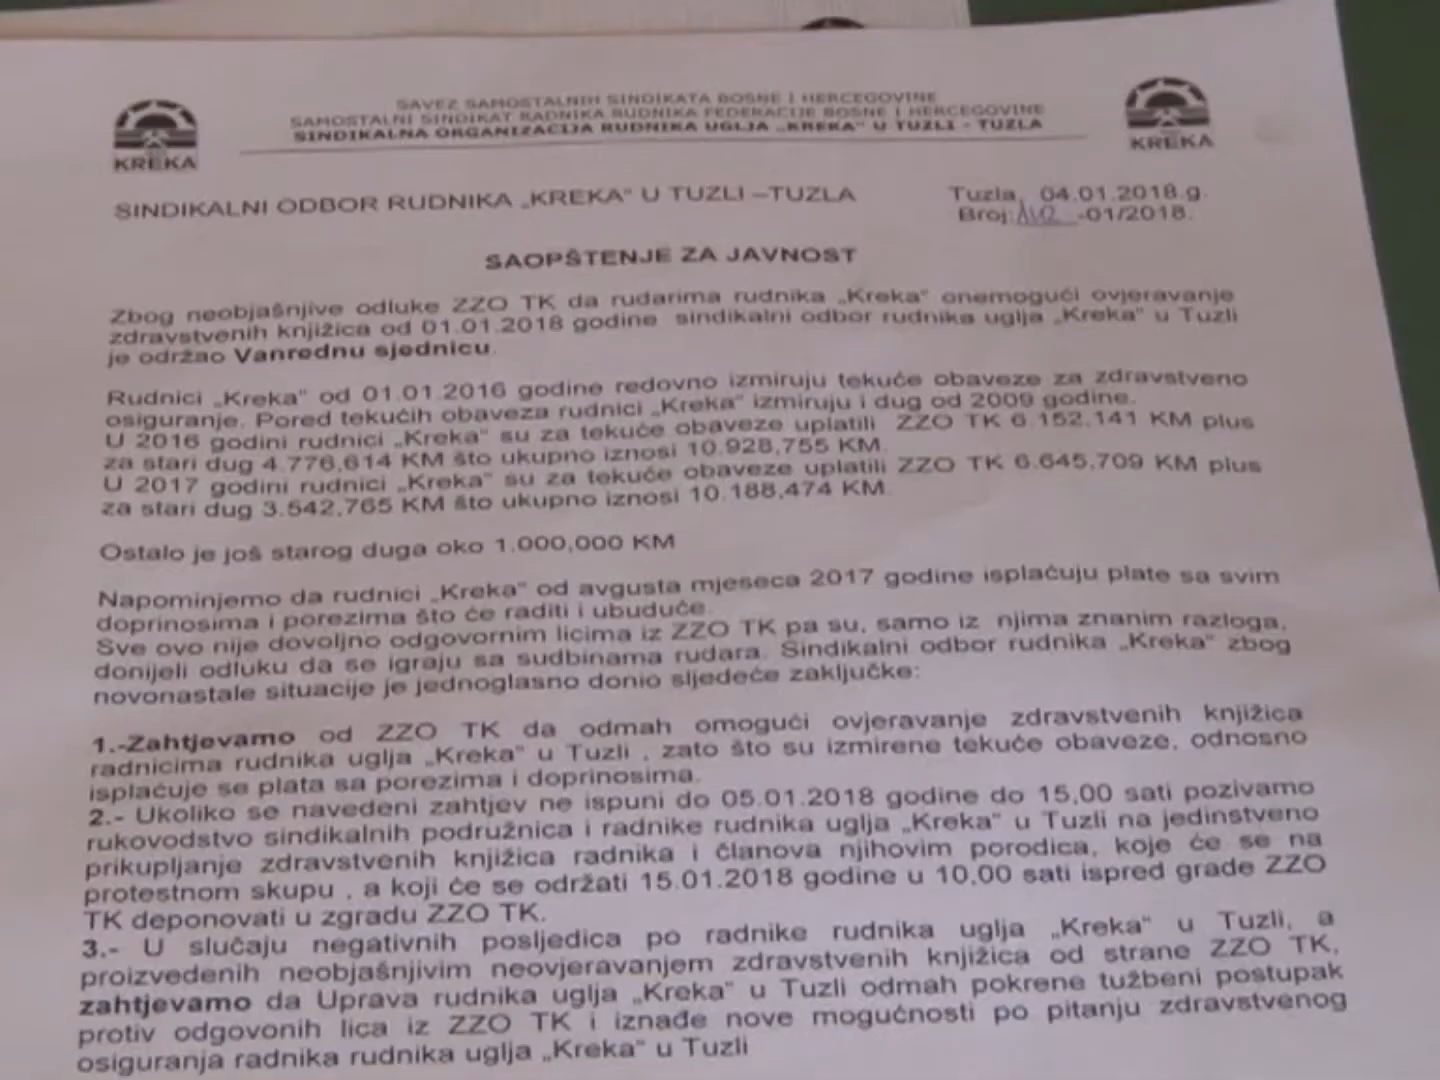 SAVEZ SAMOSTALNIH SINDIKATA BOSNE I HERCEGOVINE
SAMOSTALNI SINDIKAT RADNIKA RUDNIKA FEDERACIJE BOSNE I HERCEGOVINE
SINDIKALNA ORGANIZACIJA RUDNIKA UGLJA „KREKA" U TUZLI - TUZLA
KREKA
KREKA
SINDIKALNI ODBOR RUDNIKA „KREKA" U TUZLI –TUZLA
Tuzla, 04.01.2018.g.
Broj: -01/2018.
SAOPŠTENJE ZA JAVNOST
Zbog neobjašnjive odluke ZZO TK da rudarima rudnika „Kreka" onemogući ovjeravanje
zdravstvenih knjižica od 01.01.2018 godine sindikalni odbor rudnika uglja „Kreka" u Tuzli
je održao Vanrednu sjednicu.
Rudnici „Kreka" od 01.01.2016 godine redovno izmiruju tekuće obaveze za zdravstveno
osiguranje. Pored tekućih obaveza rudnici „Kreka" izmiruju i dug od 2009 godine.
U 2016 godini rudnici „Kreka" su za tekuće obaveze uplatili ZZO TK 6.152,141 KM plus
za stari dug 4.776,614 KM što ukupno iznosi 10.928,755 KM.
U 2017 godini rudnici „Kreka" su za tekuće obaveze uplatili ZZO TK 6.645,709 KM plus
za stari dug 3.542,765 KM što ukupno iznosi 10.188,474 KM.
Ostalo je još starog duga oko 1.000,000 KM
Napominjemo da rudnici „Kreka" od avgusta mjeseca 2017 godine isplaćuju plate sa svim
doprinosima i porezima što će raditi i ubuduće.
Sve ovo nije dovoljno odgovornim licima iz ZZO TK pa su, samo iz njima znanim razloga,
donijeli odluku da se igraju sa sudbinama rudara. Sindikalni odbor rudnika „Kreka" zbog
novonastale situacije je jednoglasno donio sljedeće zaključke:
1.-Zahtjevamo od ZZO TK da odmah omogući ovjeravanje zdravstvenih knjižica
radnicima rudnika uglja „Kreka" u Tuzli , zato što su izmirene tekuće obaveze, odnosno
isplaćuje se plata sa porezima i doprinosima.
2.- Ukoliko se navedeni zahtjev ne ispuni do 05.01.2018 godine do 15,00 sati pozivamo
rukovodstvo sindikalnih podružnica i radnike rudnika uglja „Kreka" u Tuzli na jedinstveno
prikupljanje zdravstvenih knjižica radnika i članova njihovim porodica, koje će se na
protestnom skupu , a koji će se održati 15.01.2018 godine u 10,00 sati ispred grade ZZO
TK deponovati u zgradu ZZO TK.
3.- U slučaju negativnih posljedica po radnike rudnika uglja „Kreka" u Tuzli, a
proizvedenih neobjašnjivim neovjeravanjem zdravstvenih knjižica od strane ZZO TK,
zahtjevamo da Uprava rudnika uglja „Kreka" u Tuzli odmah pokrene tužbeni postupak
protiv odgovonih lica iz ZZO TK i iznađe nove mogućnosti po pitanju zdravstvenog
osiguranja radnika rudnika uglja „Kreka" u Tuzli